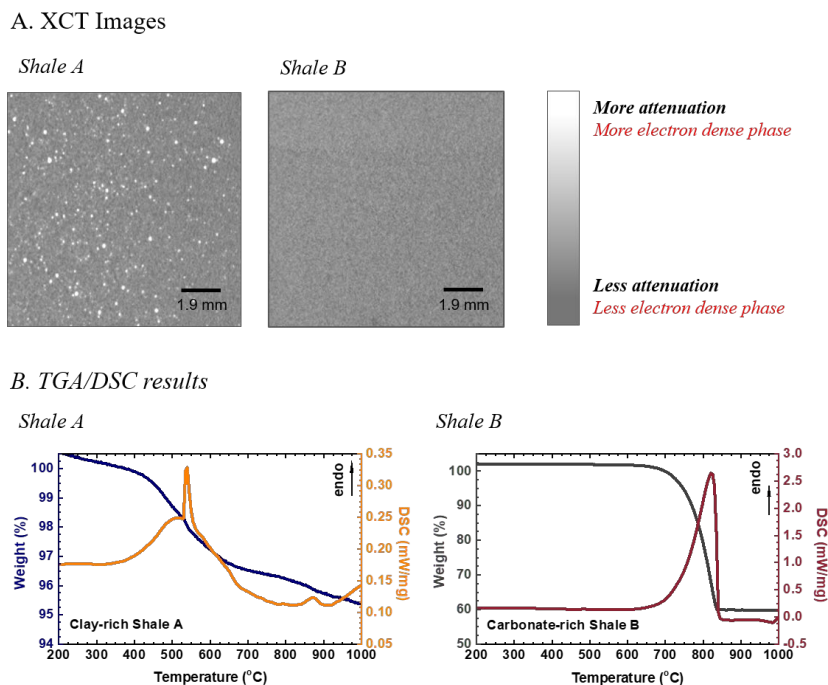 A. XCT Images
Shale A
Shale B
1.9 mm
1.9 mm
More attenuation
More electron dense phase
Less attenuation
Less electron dense phase
B. TGA/DSC results
Shale A
Weight (%)
100
99
98
97
96
95
94
0.35
0.30
0.25
0.20
0.15
0.10
0.05
DSC (mW/mg)
endo
Clay-rich Shale A
200 300 400 500 600 700 800 900 1000
Temperature (°C)
Shale B
Weight (%)
100
90
80
70
60
50
3.0
2.5
2.0
1.5
1.0
0.5
0.0
-0.5
DSC (mW/mg)
endo
Carbonate-rich Shale B
200 300 400 500 600 700 800 900 1000
Temperature (°C)